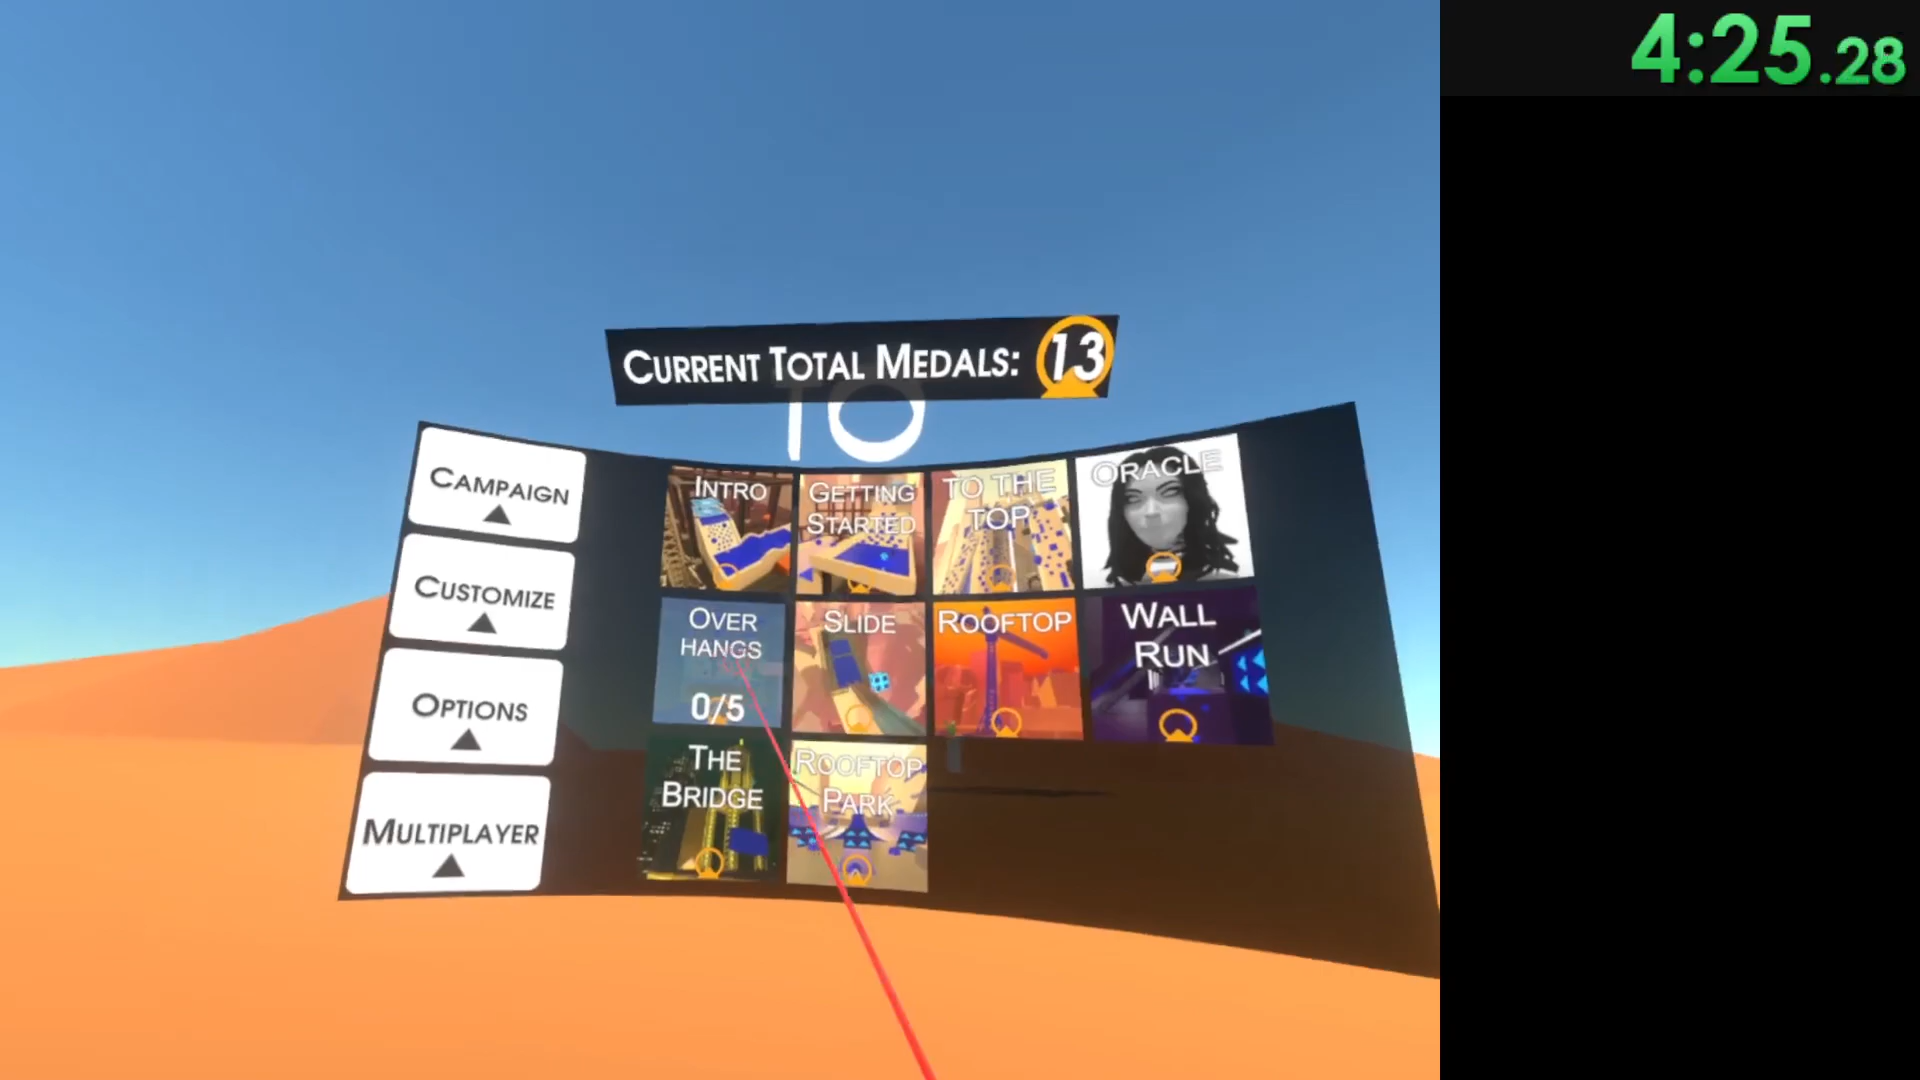 4:25.28
CURRENT TOTAL MEDALS: 13
TO
CAMPAIGN
CUSTOMIZE
OPTIONS
MULTIPLAYER
INTRO
GETTING
STARTED
TO THE
TOP
ORACLE
OVER
HANGS
0/5
SLIDE
ROOFTOP
WALL
RUN
THE
BRIDGE
ROOFTOP
PARK